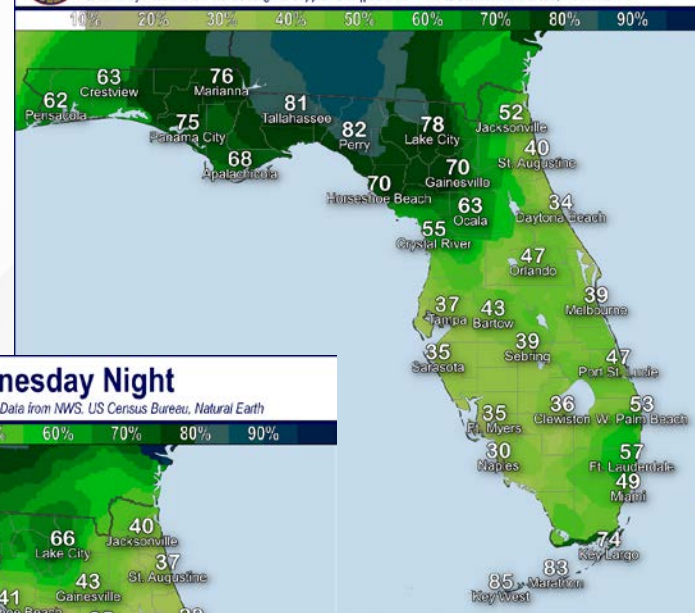 10% 20% 30% 40% 50% 60% 70% 80% 90%
63
Crestview
76
Marianna
62
Pensacola
75
Panama City
81
Tallahassee
82
Perry
78
Lake City
52
Jacksonville
40
St. Augustine
68
Apalachicola
70
Horseshoe Beach
70
Gainesville
63
Ocala
34
Daytona Beach
55
Crystal River
47
Orlando
37
Tampa
43
Bartow
39
Melbourne
35
Sarasota
39
Sebring
47
Port St. Lucie
35
Ft. Myers
36
Clewiston
53
W. Palm Beach
30
Naples
57
Ft. Lauderdale
49
Miami
74
Key Largo
83
Marathon
85
Key West
nesday Night
Data from NWS. US Census Bureau, Natural Earth
60% 70% 80% 90%
66
Lake City
40
Jacksonville
37
St. Augustine
43
Gainesville
41
Beach